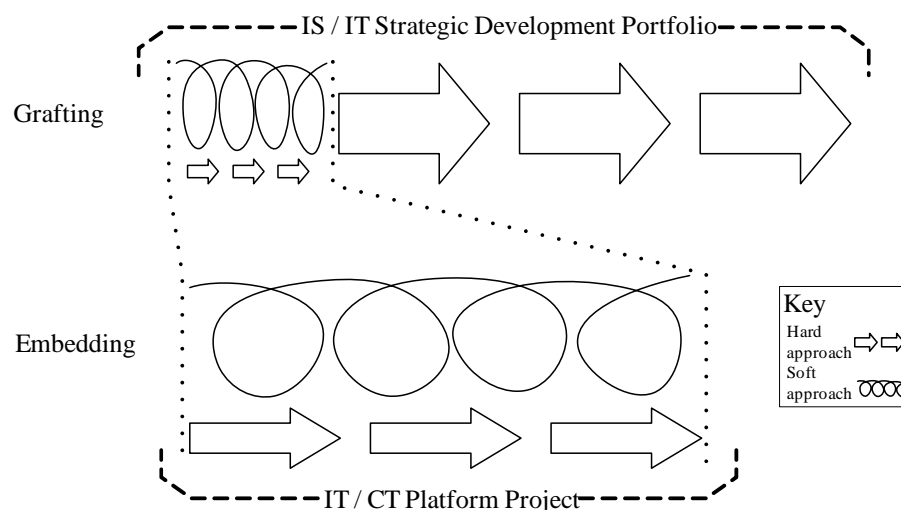 IS / IT Strategic Development Portfolio
Grafting
Embedding
Key
Hard
approach
Soft
approach
IT / CT Platform Project